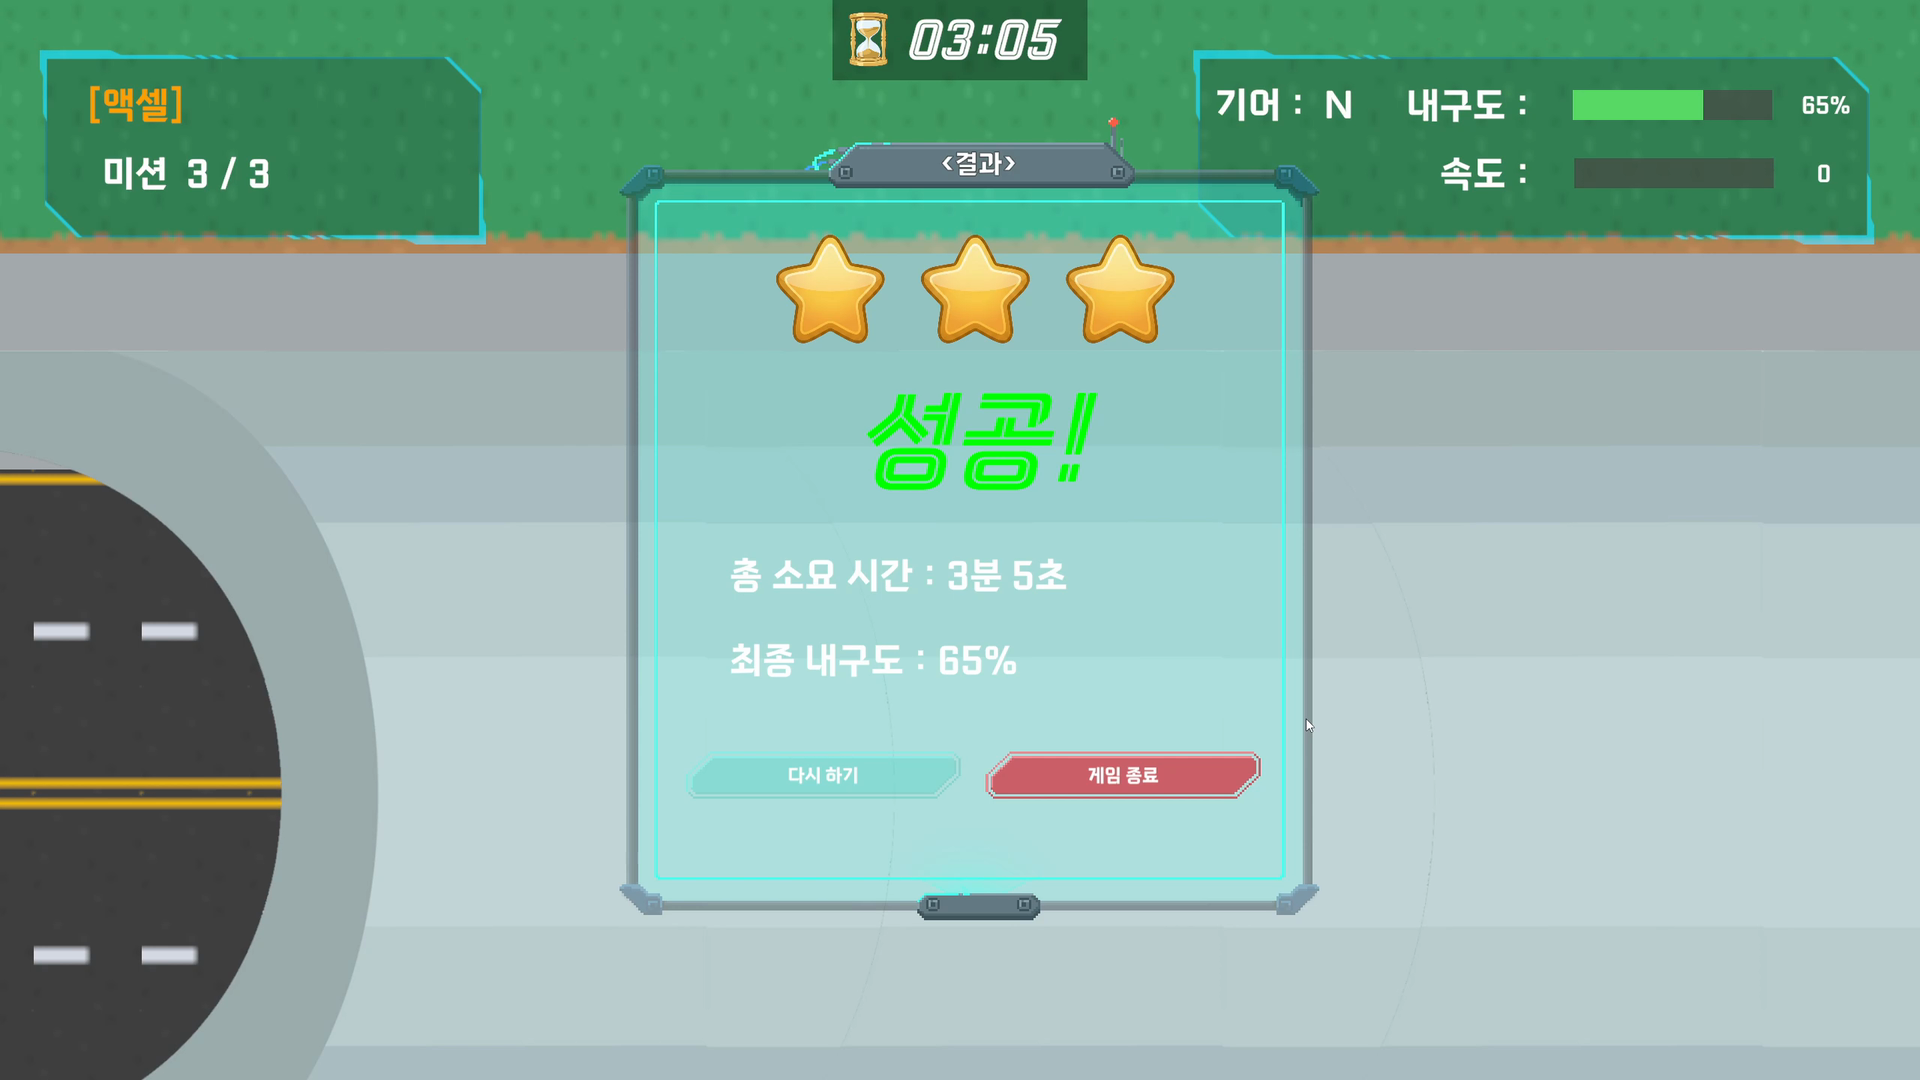 03:05
[액셀]
미션 3 / 3
기어 : N 내구도 : 65%
속도 : 0
<결과>
성공!
총 소요 시간 : 3분 5초
최종 내구도 : 65%
다시 하기
게임 종료